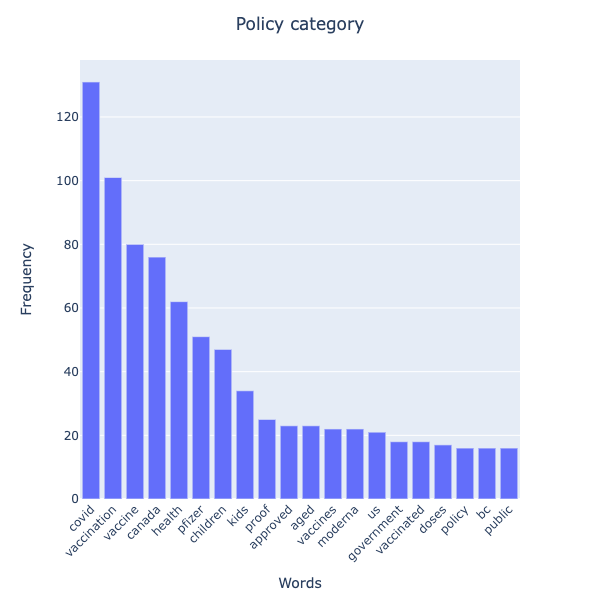 Policy category
Frequency
120
100
80
60
40
20
0
covid
vaccination
vaccine
canada
health
pfizer
children
kids
proof
approved
aged
vaccines
moderna
us
government
vaccinated
doses
policy
bc
public
Words